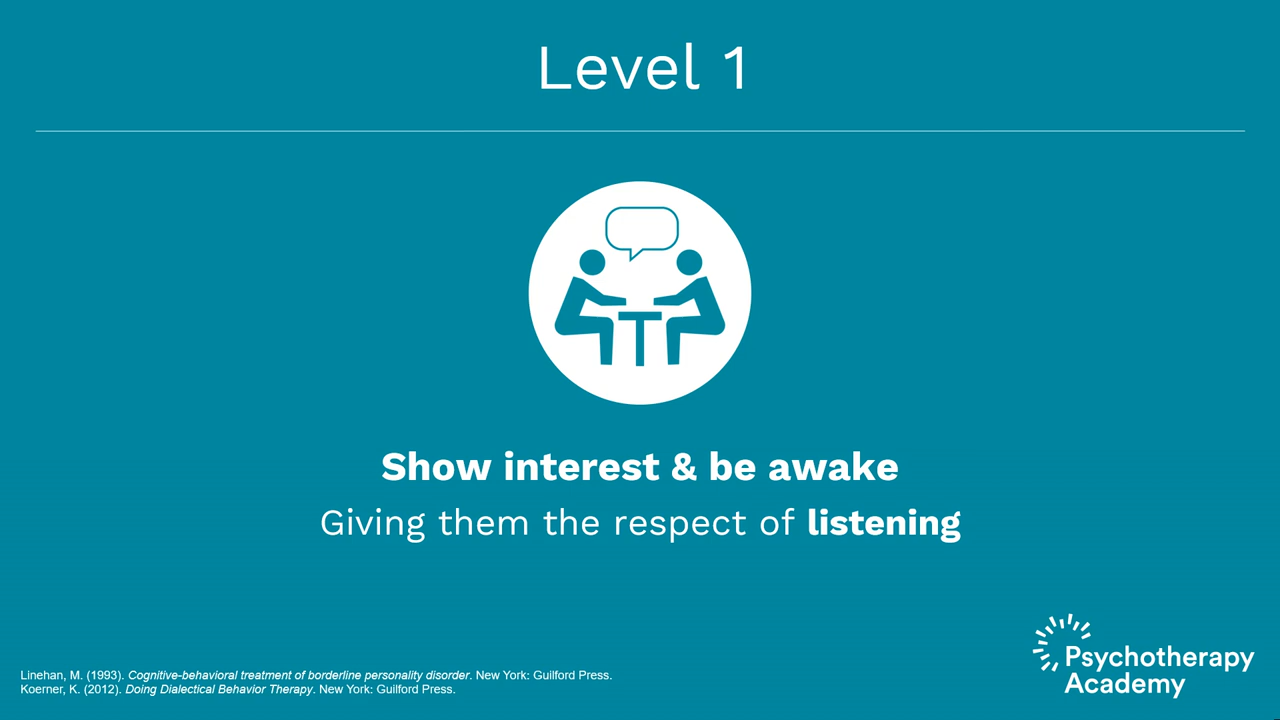 Level 1
Show interest & be awake
Giving them the respect of listening
Linehan, M. (1993). Cognitive-behavioral treatment of borderline personality disorder. New York: Guilford Press.
Koerner, K. (2012). Doing Dialectical Behavior Therapy. New York: Guilford Press.
Psychotherapy
Academy